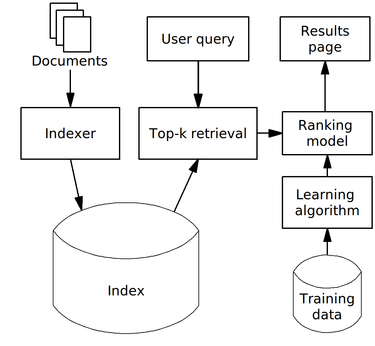 Documents
User query
Results
page
Indexer
Top-k retrieval
Ranking
model
Learning
algorithm
Index
Training
data